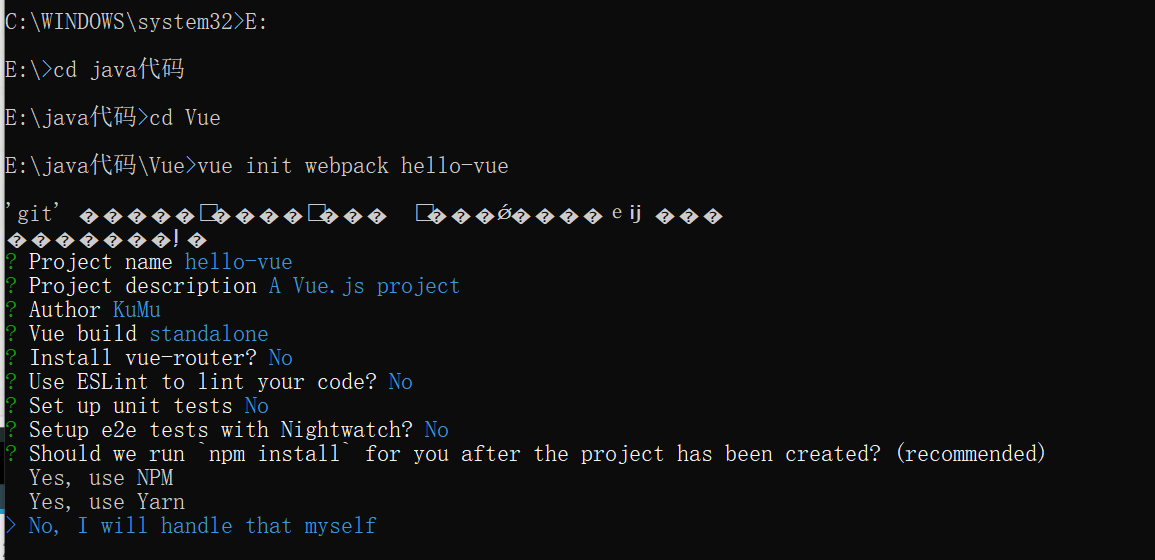 C:\WINDOWS\system32>E:
E:\>cd java代码
E:\java代码>cd Vue
E:\java代码\Vue>vue init webpack hello-vue
'git' �����□����□��� □���ǿ����eij ���
�������!�
? Project name hello-vue
? Project description A Vue.js project
? Author KuMu
? Vue build standalone
? Install vue-router? No
? Use ESLint to lint your code? No
? Set up unit tests No
? Setup e2e tests with Nightwatch? No
? Should we run `npm install` for you after the project has been created? (recommended)
Yes, use NPM
Yes, use Yarn
> No, I will handle that myself